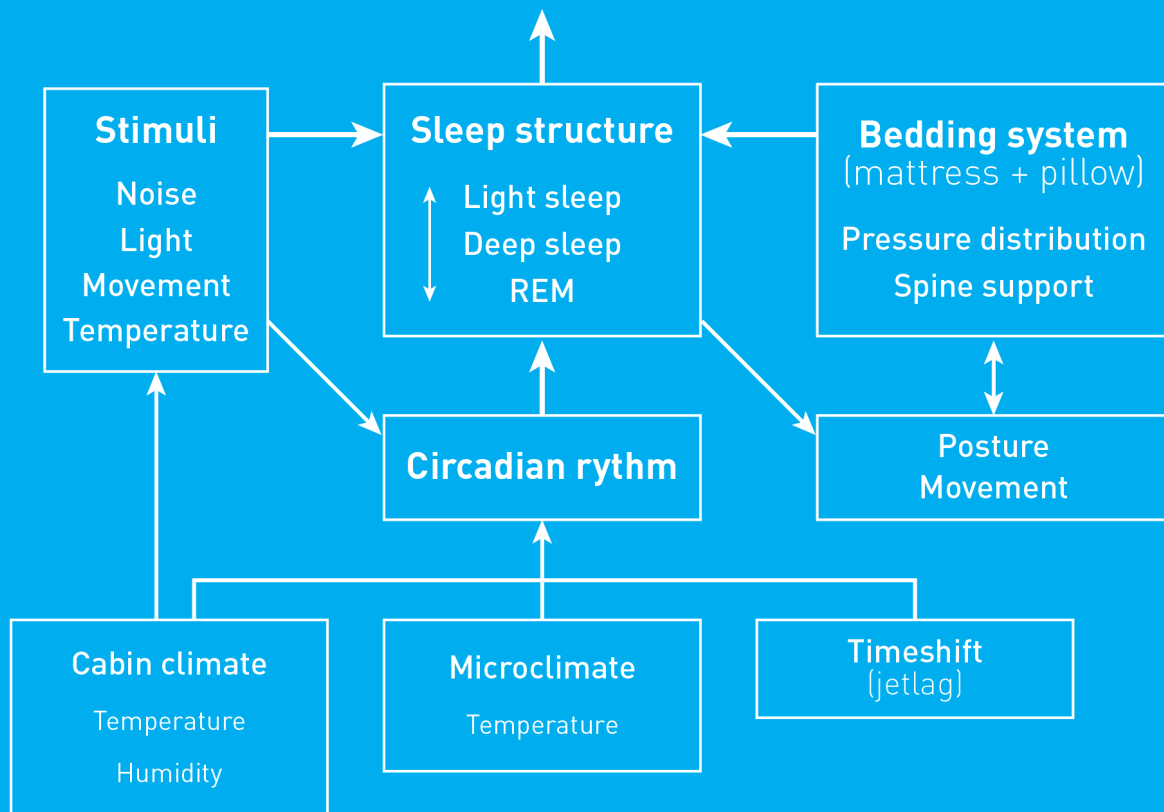 Stimuli
Noise
Light
Movement
Temperature
Sleep structure
Light sleep
Deep sleep
REM
Bedding system
(mattress + pillow)
Pressure distribution
Spine support
Circadian rythm
Posture
Movement
Cabin climate
Temperature
Humidity
Microclimate
Temperature
Timeshift
(jetlag)